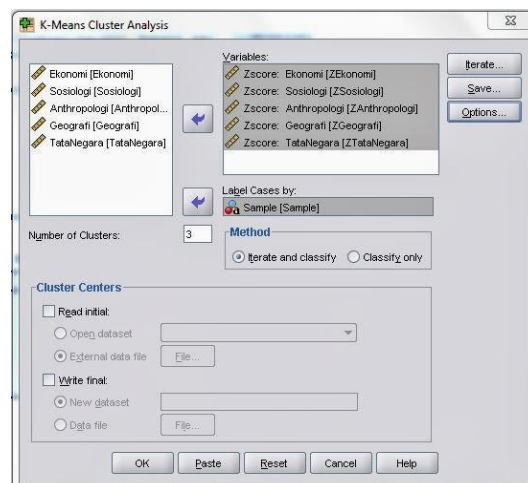 K-Means Cluster Analysis
Ekonomi [Ekonomi]
Sosiologi [Sosiologi]
Anthropologi [Anthropol...
Geografi [Geografi]
TataNegara [TataNegara]
Variables:
Zscore: Ekonomi [ZEkonomi]
Zscore: Sosiologi [ZSosiologi]
Zscore: Anthropologi [ZAnthropologi]
Zscore: Geografi [ZGeografi]
Zscore: TataNegara [ZTataNegara]
Iterate...
Save...
Options...
Label Cases by:
Sample [Sample]
Number of Clusters:
3
Method
Iterate and classify
Classify only
Cluster Centers
Read initial:
Open dataset
External data file
File...
Write final:
New dataset
Data file
File...
OK
Paste
Reset
Cancel
Help